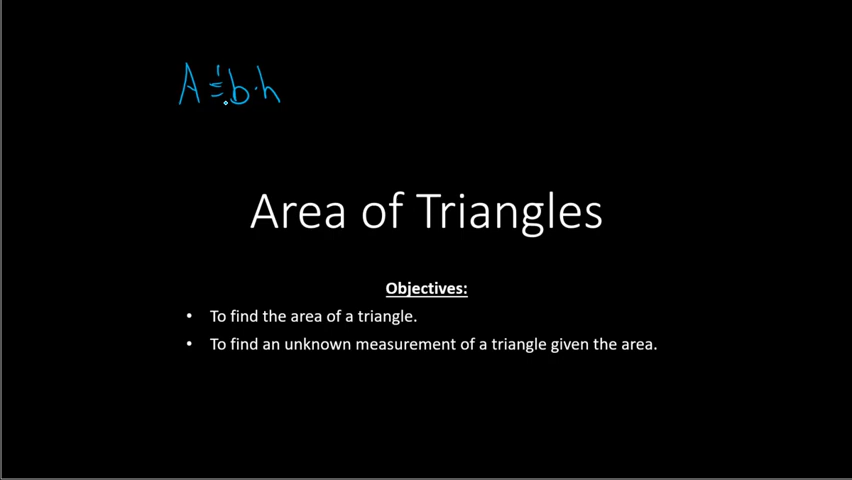 A = b·h
Area of Triangles
Objectives:
• To find the area of a triangle.
• To find an unknown measurement of a triangle given the area.